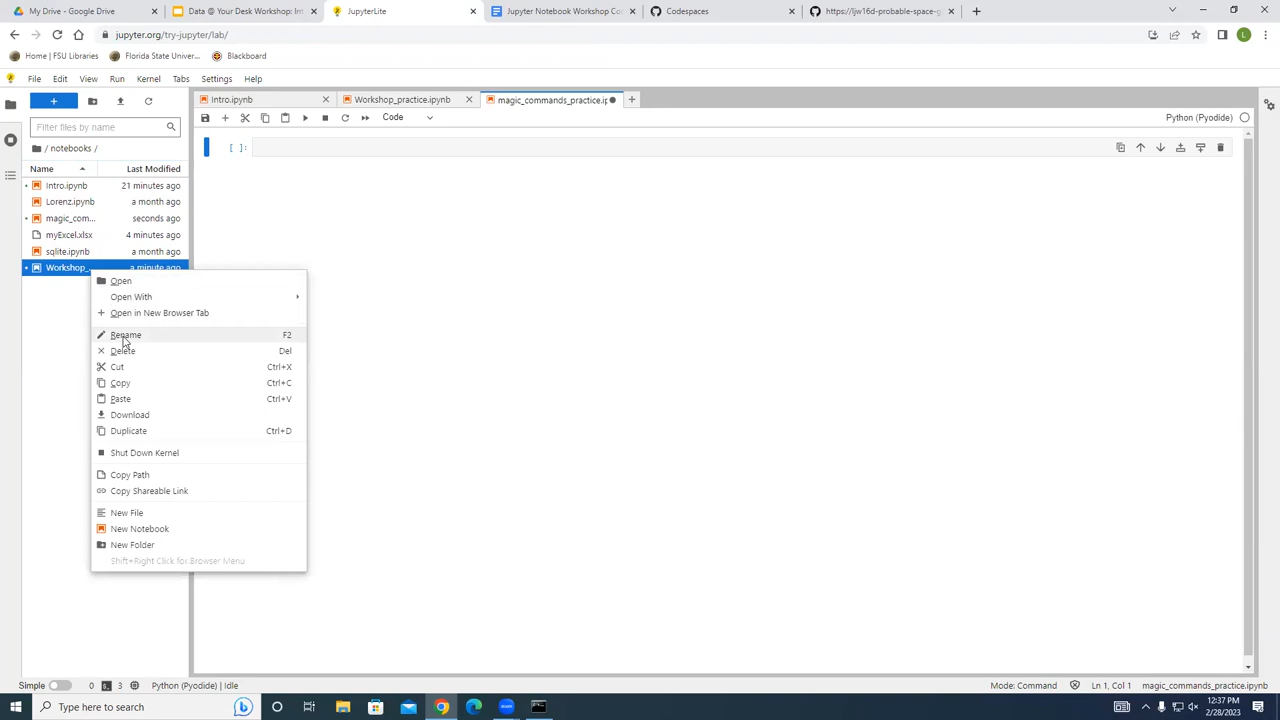 My Drive - Google Drive
Data @ Your Desk Workshop: Int
JupyterLite
Jupyter Notebook Workshop Co
Codespaces
https://ljw16d-probable-space-g
jupyter.org/try-jupyter/lab/
L
Home | FSU Libraries
Florida State Univer...
Blackboard
File Edit View Run Kernel Tabs Settings Help
Intro.ipynb
Workshop_practice.ipynb
magic_commands_practice.ip
Filter files by name
Code
Python (Pyodide)
/ notebooks /
[ ]:
Name
Last Modified
Intro.ipynb 21 minutes ago
Lorenz.ipynb a month ago
magic_com... seconds ago
myExcel.xlsx 4 minutes ago
sqlite.ipynb a month ago
Workshop_ a minute ago
Open
Open With
Open in New Browser Tab
Rename F2
Delete Del
Cut Ctrl+X
Copy Ctrl+C
Paste Ctrl+V
Download
Duplicate Ctrl+D
Shut Down Kernel
Copy Path
Copy Shareable Link
New File
New Notebook
New Folder
Shift+Right Click for Browser Menu
Simple 0 3 Python (Pyodide) | Idle
Mode: Command Ln 1, Col 1 magic_commands_practice.ipynb
Type here to search
zoom
12:37 PM
2/28/2023